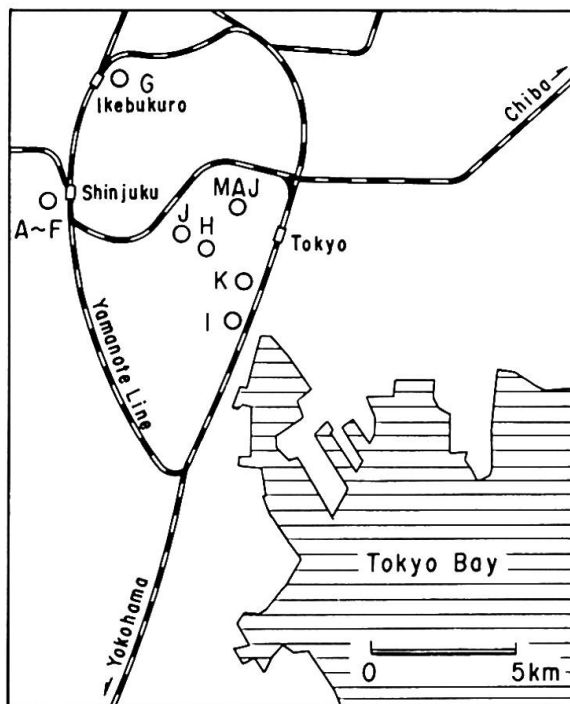 G
Ikebukuro
Chiba
Shinjuku
MAJ
A~F
J
H
Tokyo
K
I
Yamanote Line
Tokyo Bay
Yokohama
0 5km